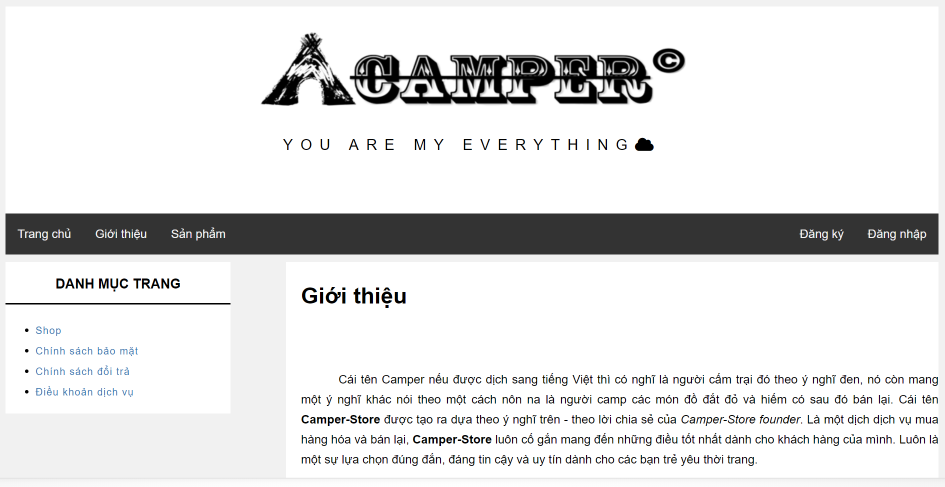 ACAMPER©
YOU ARE MY EVERYTHING
Trang chủ Giới thiệu Sản phẩm Đăng ký Đăng nhập
DANH MỤC TRANG
Shop
Chính sách bảo mật
Chính sách đổi trả
Điều khoản dịch vụ
Giới thiệu
Cái tên Camper nếu được dịch sang tiếng Việt thì có nghĩ là người cắm trại đó theo ý nghĩ đen, nó còn mang
một ý nghĩ khác nói theo một cách nôn na là người camp các món đồ đắt đỏ và hiếm có sau đó bán lại. Cái tên
Camper-Store được tạo ra dựa theo ý nghĩ trên - theo lời chia sẻ của Camper-Store founder. Là một dịch dịch vụ mua
hàng hóa và bán lại, Camper-Store luôn cố gắn mang đến những điều tốt nhất dành cho khách hàng của mình. Luôn là
một sự lựa chọn đúng đắn, đáng tin cậy và uy tín dành cho các bạn trẻ yêu thời trang.